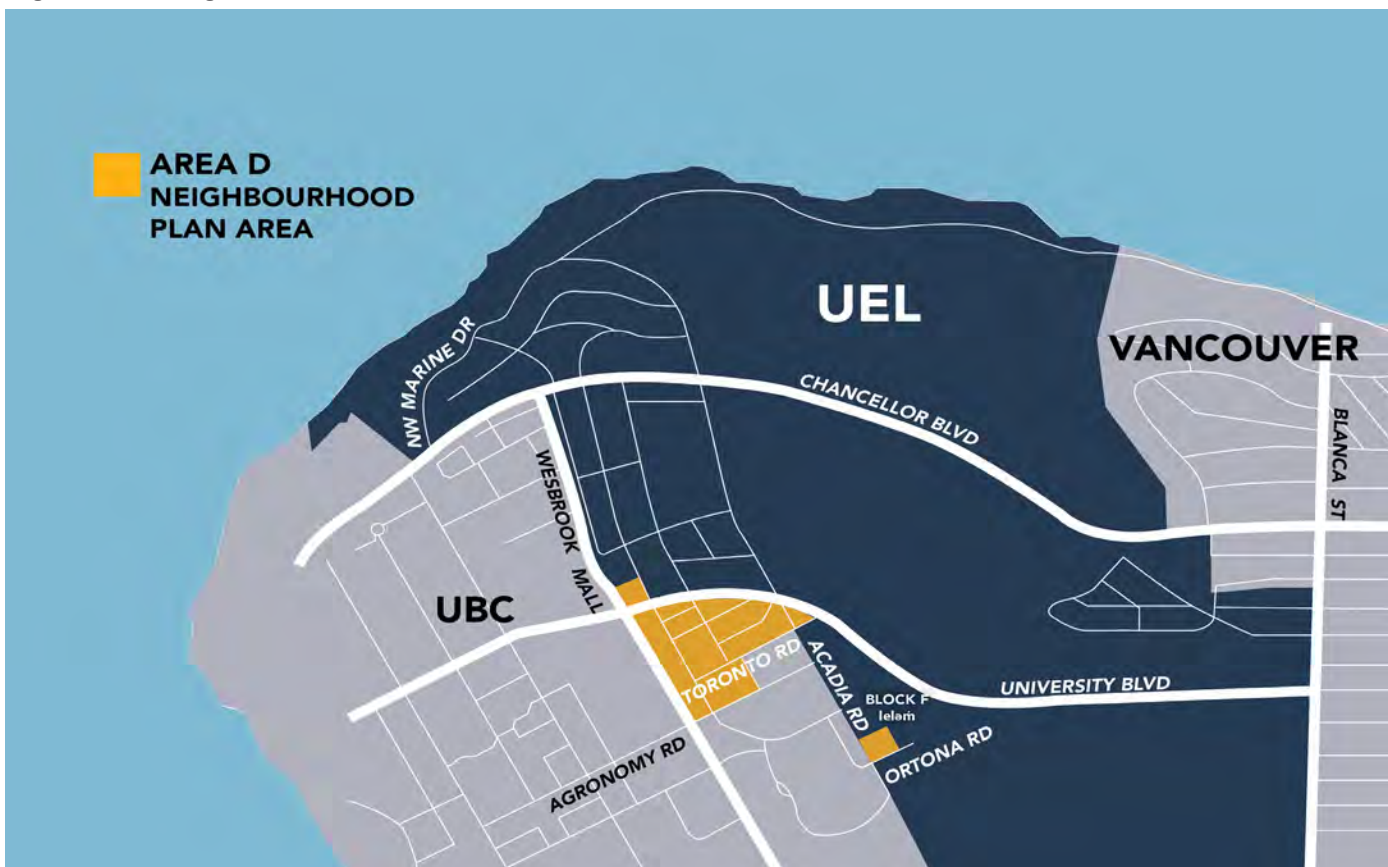 AREA D
NEIGHBOURHOOD
PLAN AREA
UEL
VANCOUVER
NW MARINE DR
CHANCELLOR BLVD
BLANCA ST
WESBROOK MALL
UBC
TORONTO RD
ACADIA RD
UNIVERSITY BLVD
BLOCK F
leləm̓
ORTONA RD
AGRONOMY RD